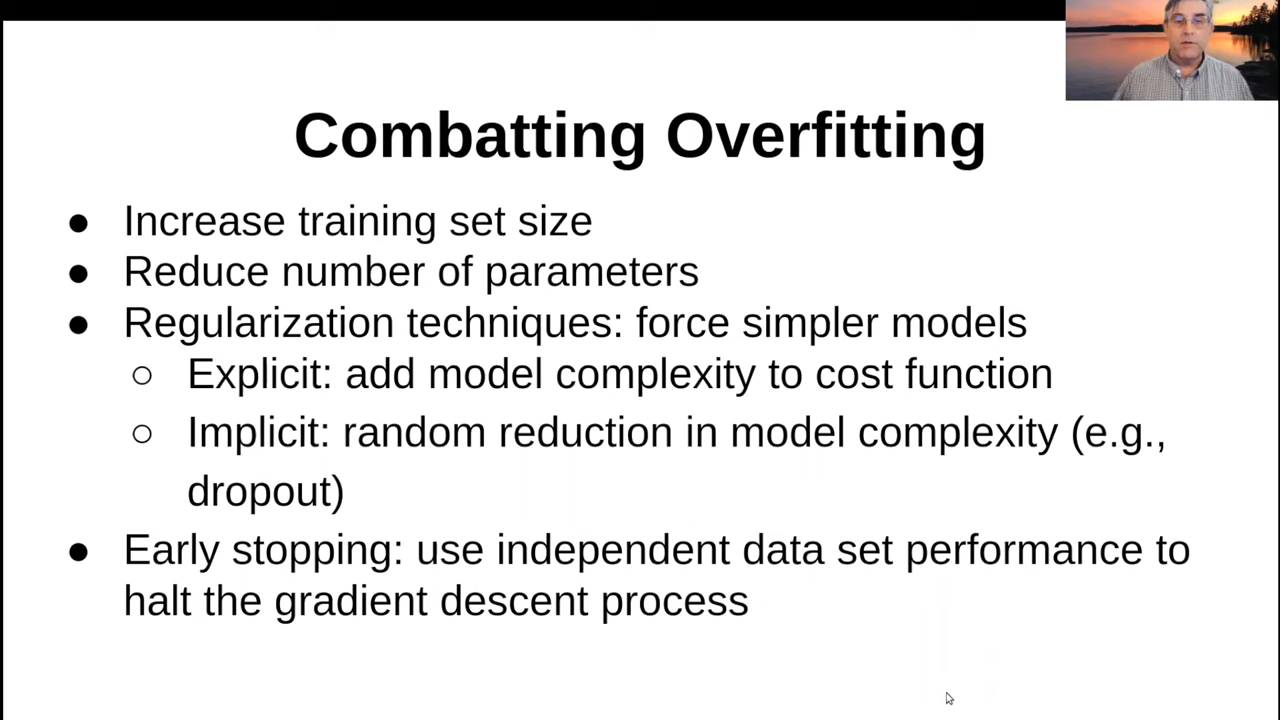 Combatting Overfitting
● Increase training set size
● Reduce number of parameters
● Regularization techniques: force simpler models
○ Explicit: add model complexity to cost function
○ Implicit: random reduction in model complexity (e.g.,
dropout)
● Early stopping: use independent data set performance to
halt the gradient descent process